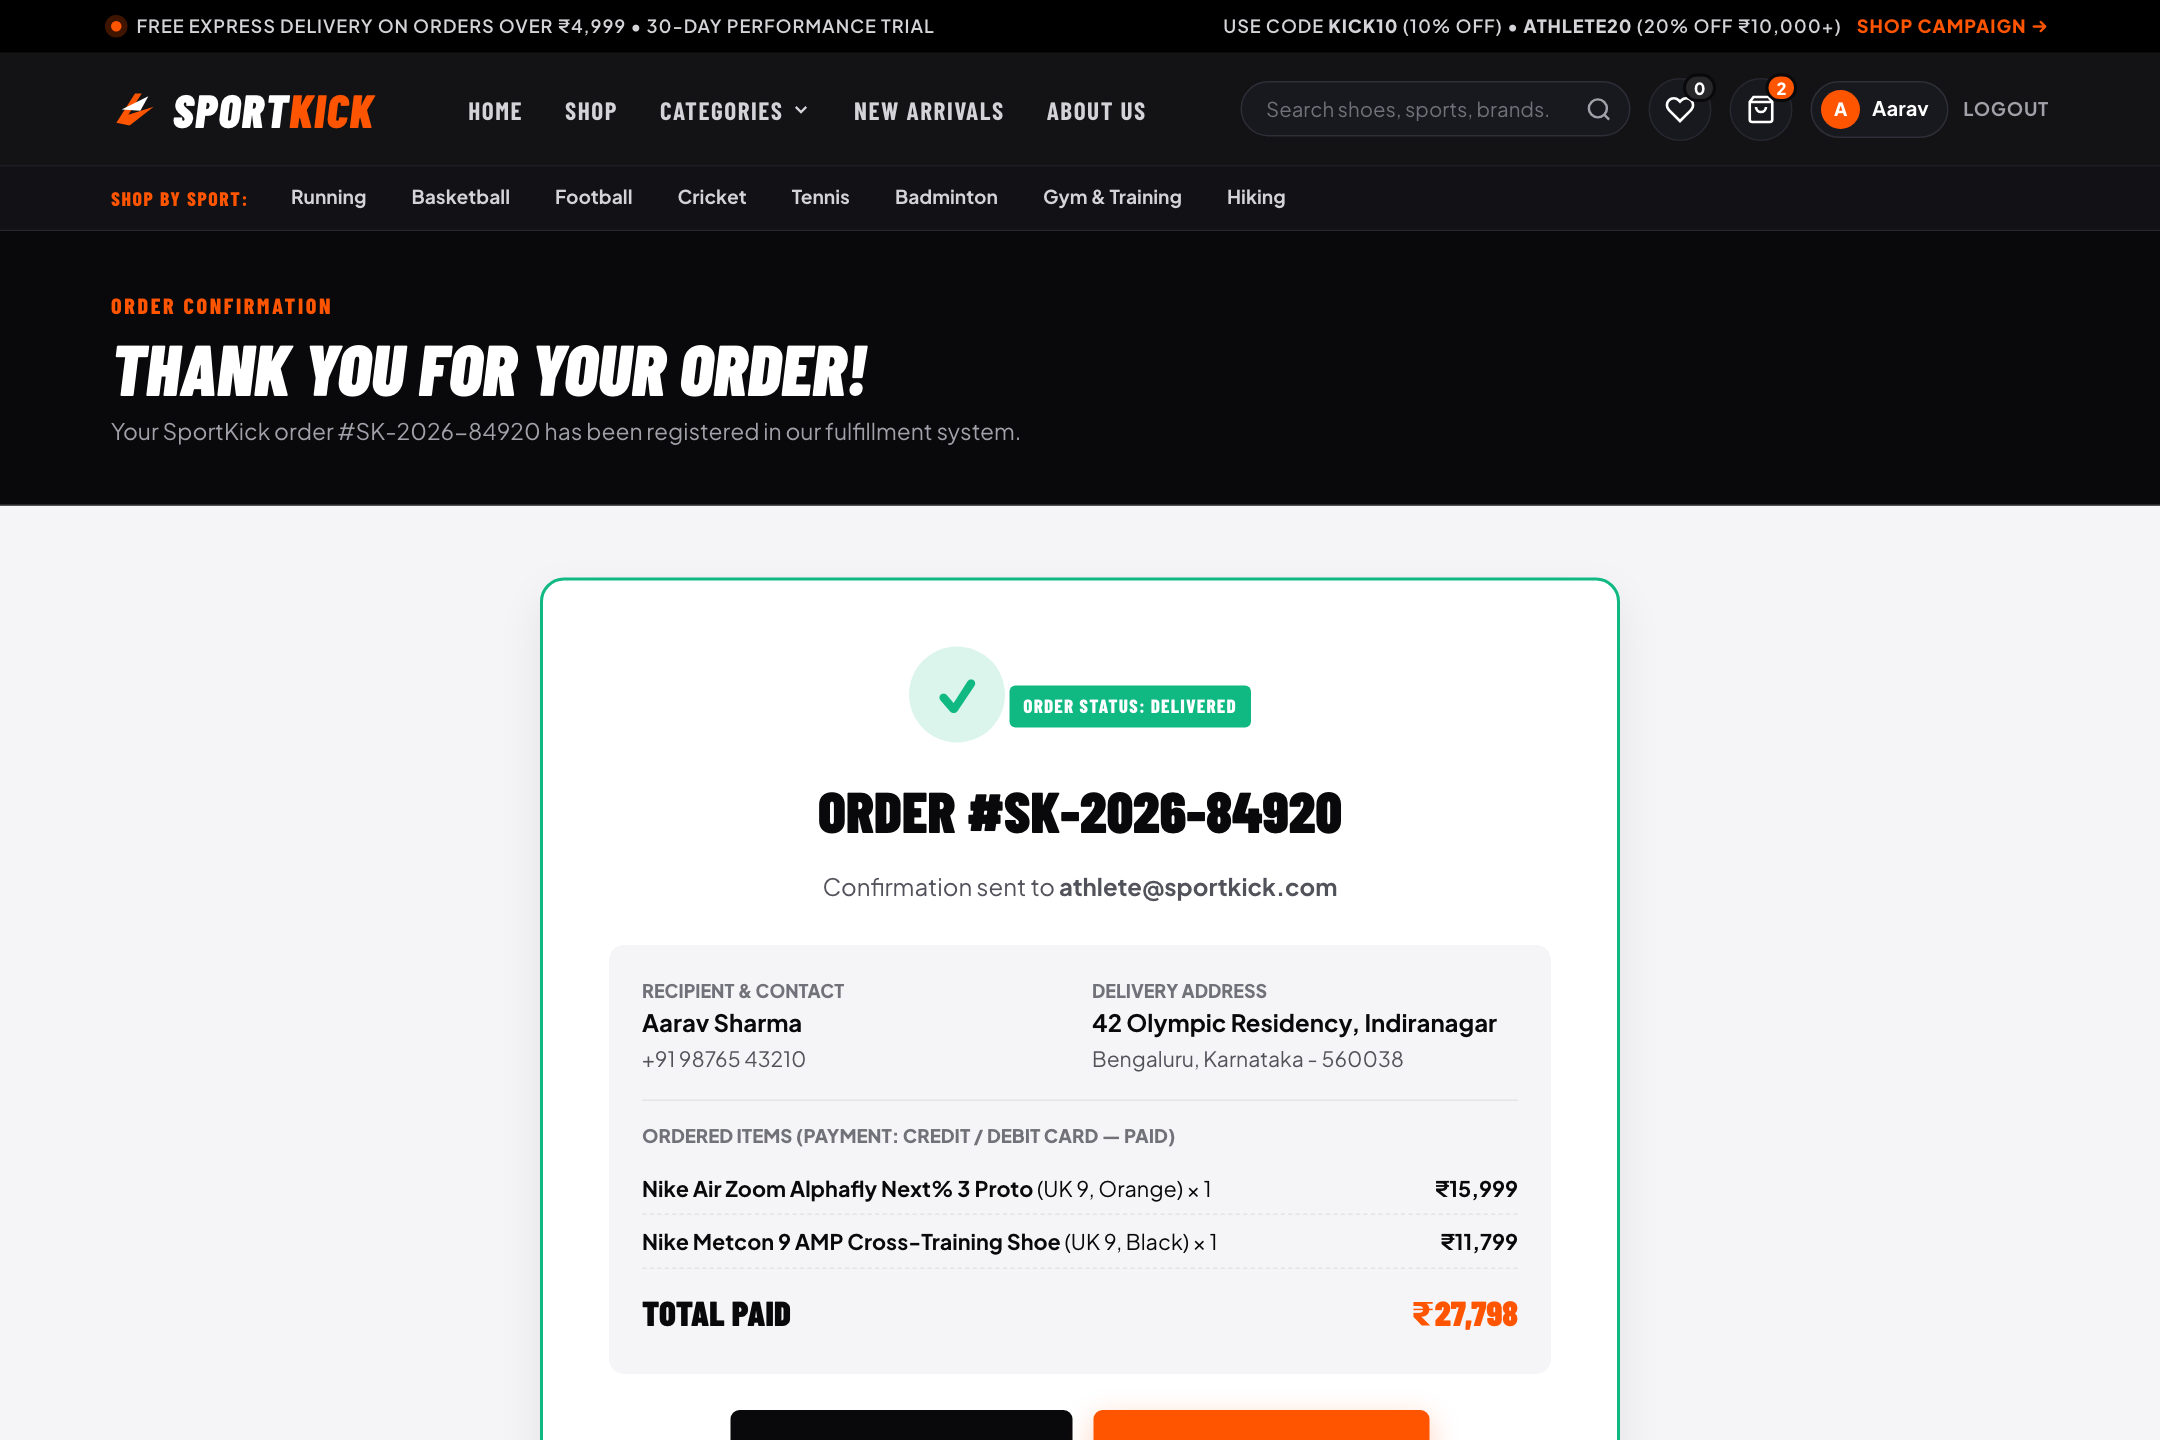 FREE EXPRESS DELIVERY ON ORDERS OVER ₹4,999 • 30-DAY PERFORMANCE TRIAL
USE CODE KICK10 (10% OFF) • ATHLETE20 (20% OFF ₹10,000+) SHOP CAMPAIGN →
SPORTKICK
HOME SHOP CATEGORIES NEW ARRIVALS ABOUT US
Search shoes, sports, brands.
0
2
A Aarav LOGOUT
SHOP BY SPORT: Running Basketball Football Cricket Tennis Badminton Gym & Training Hiking
ORDER CONFIRMATION
THANK YOU FOR YOUR ORDER!
Your SportKick order #SK-2026-84920 has been registered in our fulfillment system.
ORDER STATUS: DELIVERED
ORDER #SK-2026-84920
Confirmation sent to athlete@sportkick.com
RECIPIENT & CONTACT
Aarav Sharma
+91 98765 43210
DELIVERY ADDRESS
42 Olympic Residency, Indiranagar
Bengaluru, Karnataka - 560038
ORDERED ITEMS (PAYMENT: CREDIT / DEBIT CARD — PAID)
Nike Air Zoom Alphafly Next% 3 Proto (UK 9, Orange) × 1 ₹15,999
Nike Metcon 9 AMP Cross-Training Shoe (UK 9, Black) × 1 ₹11,799
TOTAL PAID ₹27,798